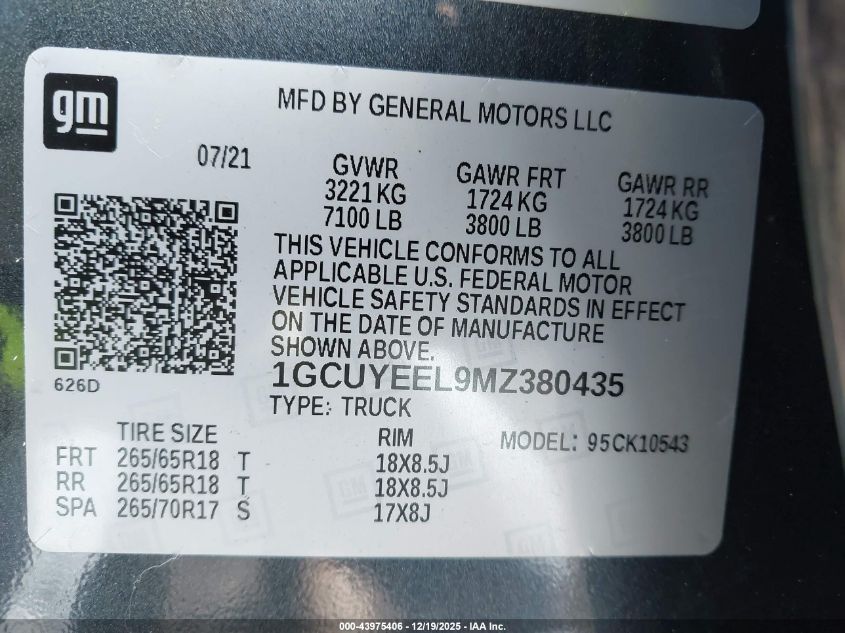 gm
MFD BY GENERAL MOTORS LLC
07/21
GVWR
3221 KG
7100 LB
GAWR FRT
1724 KG
3800 LB
GAWR RR
1724 KG
3800 LB
THIS VEHICLE CONFORMS TO ALL
APPLICABLE U.S. FEDERAL MOTOR
VEHICLE SAFETY STANDARDS IN EFFECT
ON THE DATE OF MANUFACTURE
SHOWN ABOVE.
626D
1GCUYEEL9MZ380435
TYPE: TRUCK
TIRE SIZE RIM MODEL: 95CK10543
FRT 265/65R18 T 18X8.5J
RR 265/65R18 T 18X8.5J
SPA 265/70R17 S 17X8J
000-43975406 - 12/19/2025 - IAA Inc.